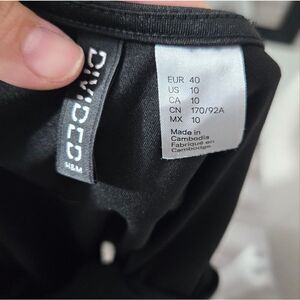 DIVIDED
H&M
EUR 40
US 10
CA 10
CN 170/92A
MX 10
Made in
Cambodia
Fabriqué en
Cambodge